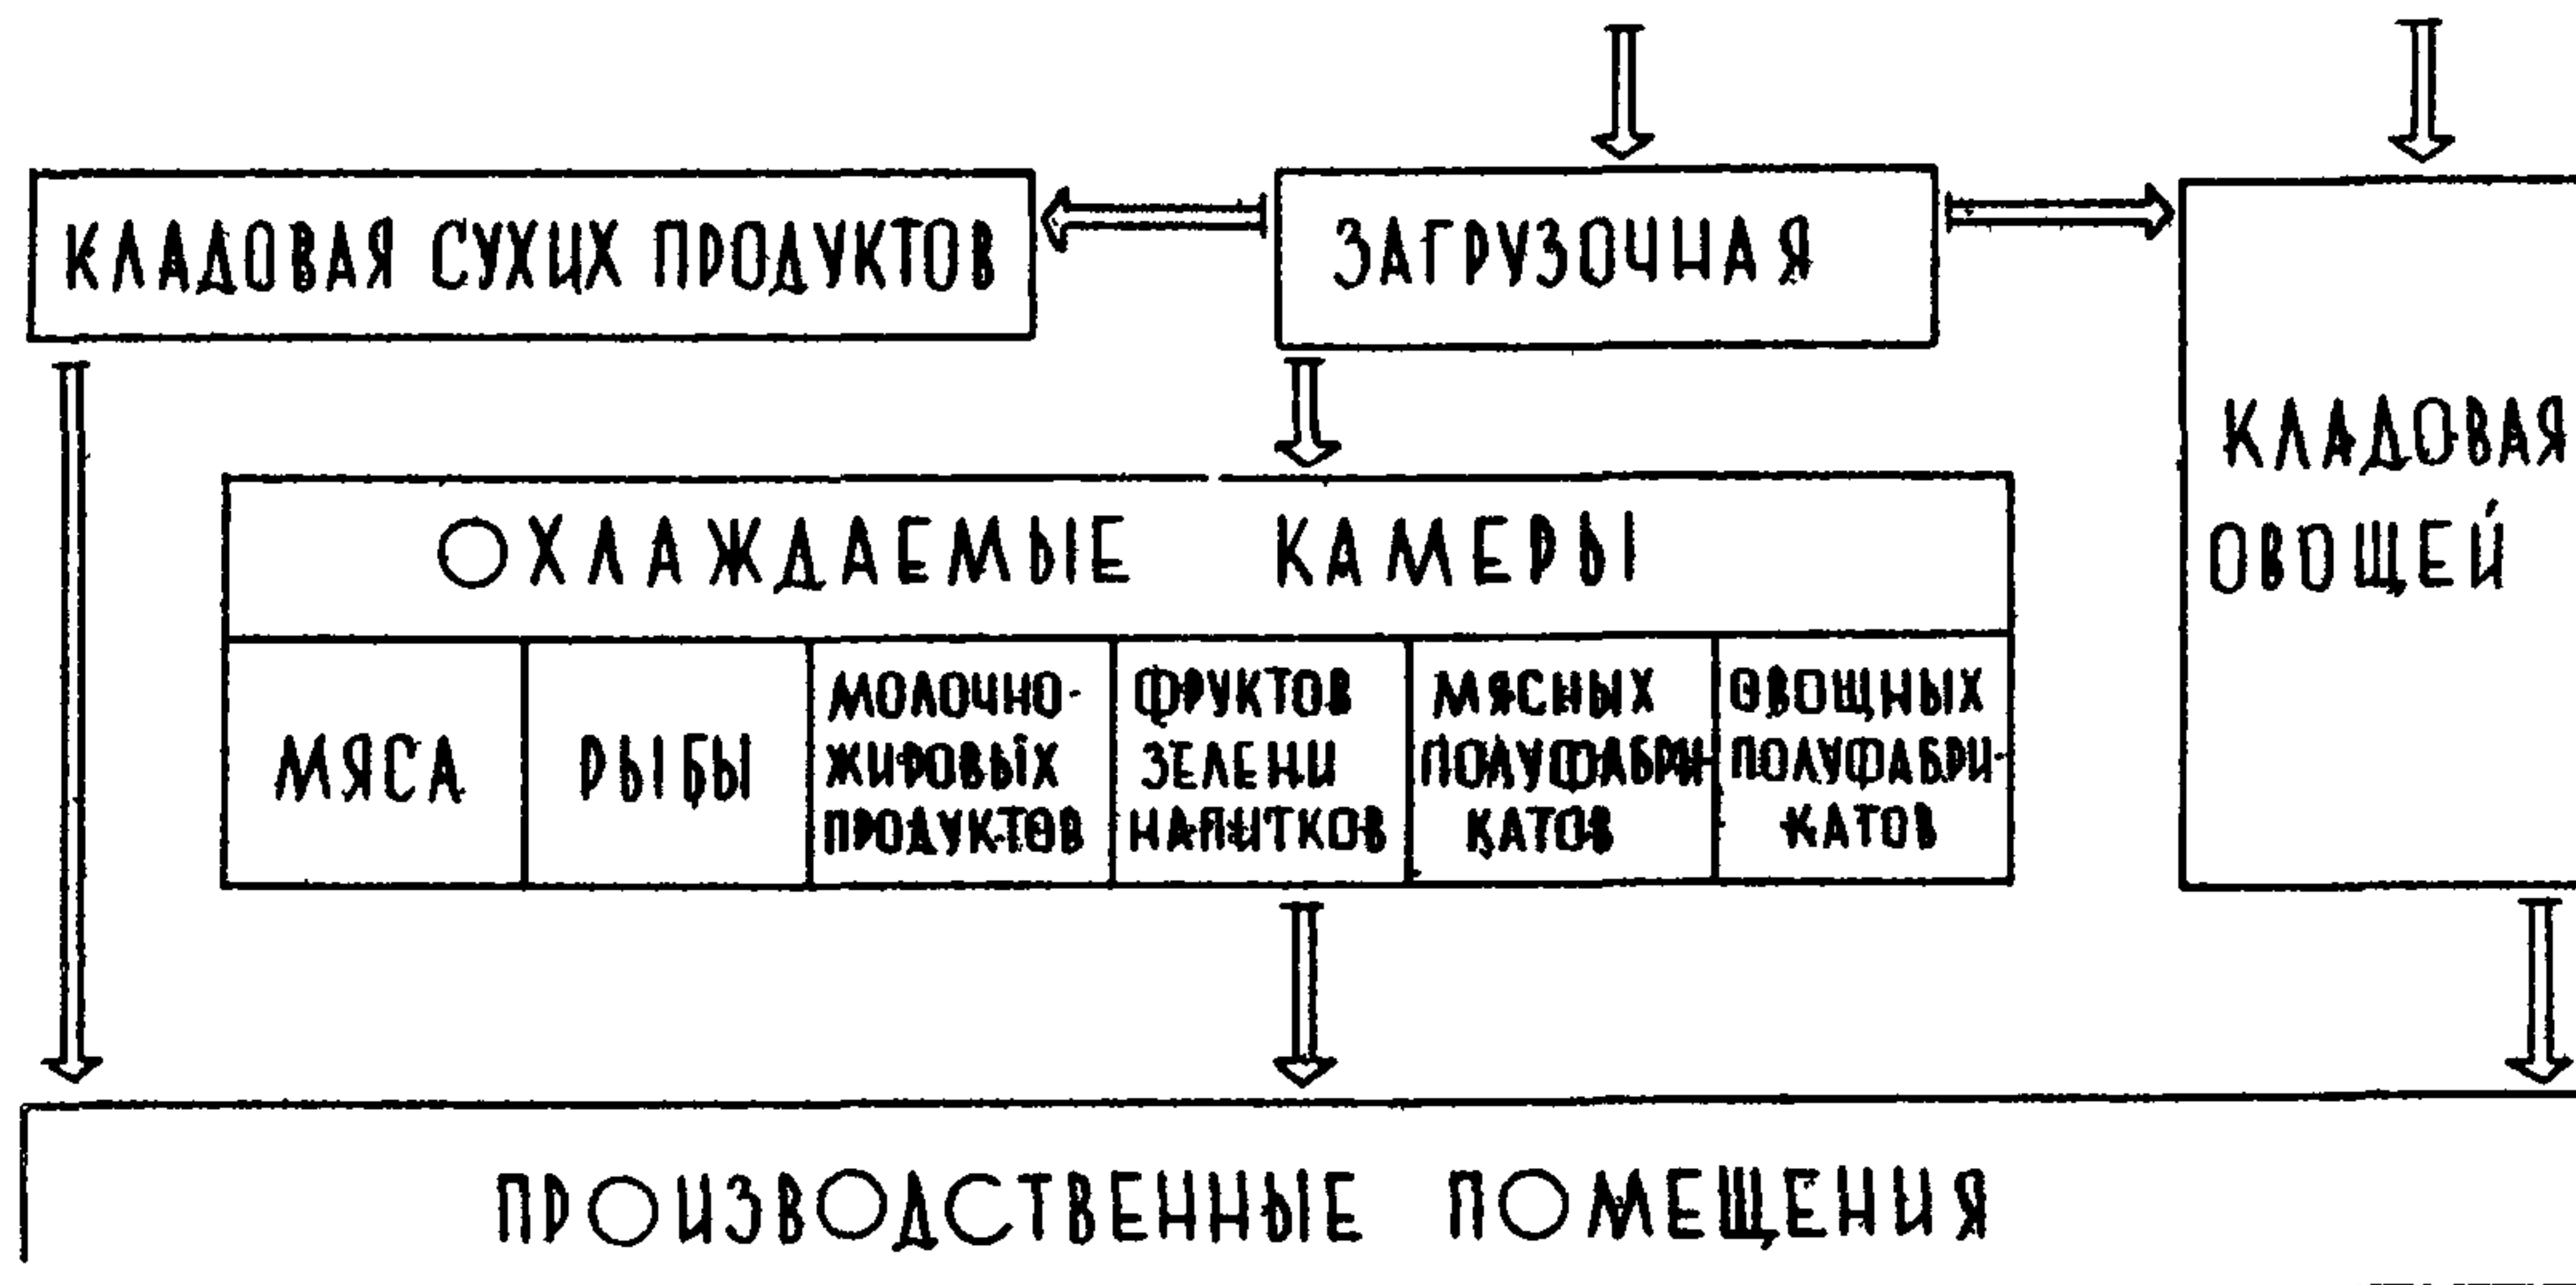 КЛАДОВАЯ СУХИХ ПРОДУКТОВ
ЗАГРУЗОЧНАЯ
КЛАДОВАЯ
ОВОЩЕЙ
ОХЛАЖДАЕМЫЕ КАМЕРЫ
МЯСА
РЫБЫ
МОЛОЧНО-
ЖИРОВЫХ
ПРОДУКТОВ
ФРУКТОВ
ЗЕЛЕНИ
НАПИТКОВ
МЯСНЫХ
ПОЛУФАБРИ-
КАТОВ
ОВОЩНЫХ
ПОЛУФАБРИ-
КАТОВ
ПРОИЗВОДСТВЕННЫЕ ПОМЕЩЕНИЯ